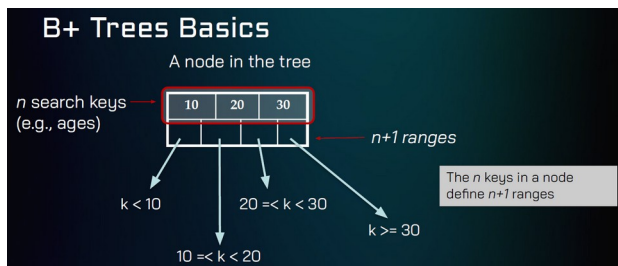 B+ Trees Basics
A node in the tree
n search keys
(e.g., ages)
10 20 30
n+1 ranges
The n keys in a node
define n+1 ranges
k < 10
20 =< k < 30
k >= 30
10 =< k < 20